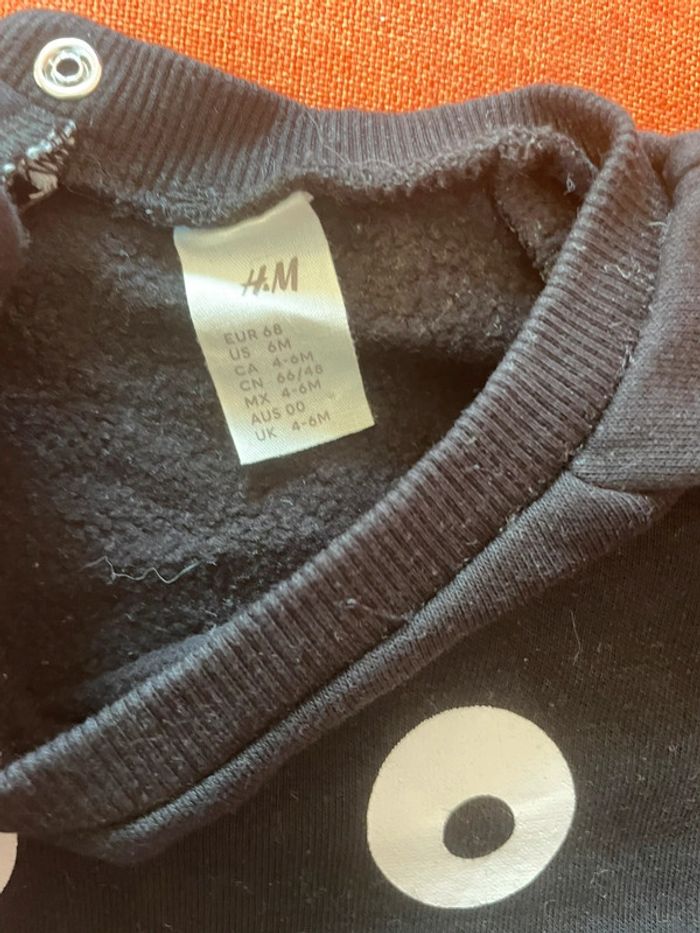 H&M
EUR 68
US 6M
CA 4-6M
CN 66/48
MX 4-6M
AUS 00
UK 4-6M